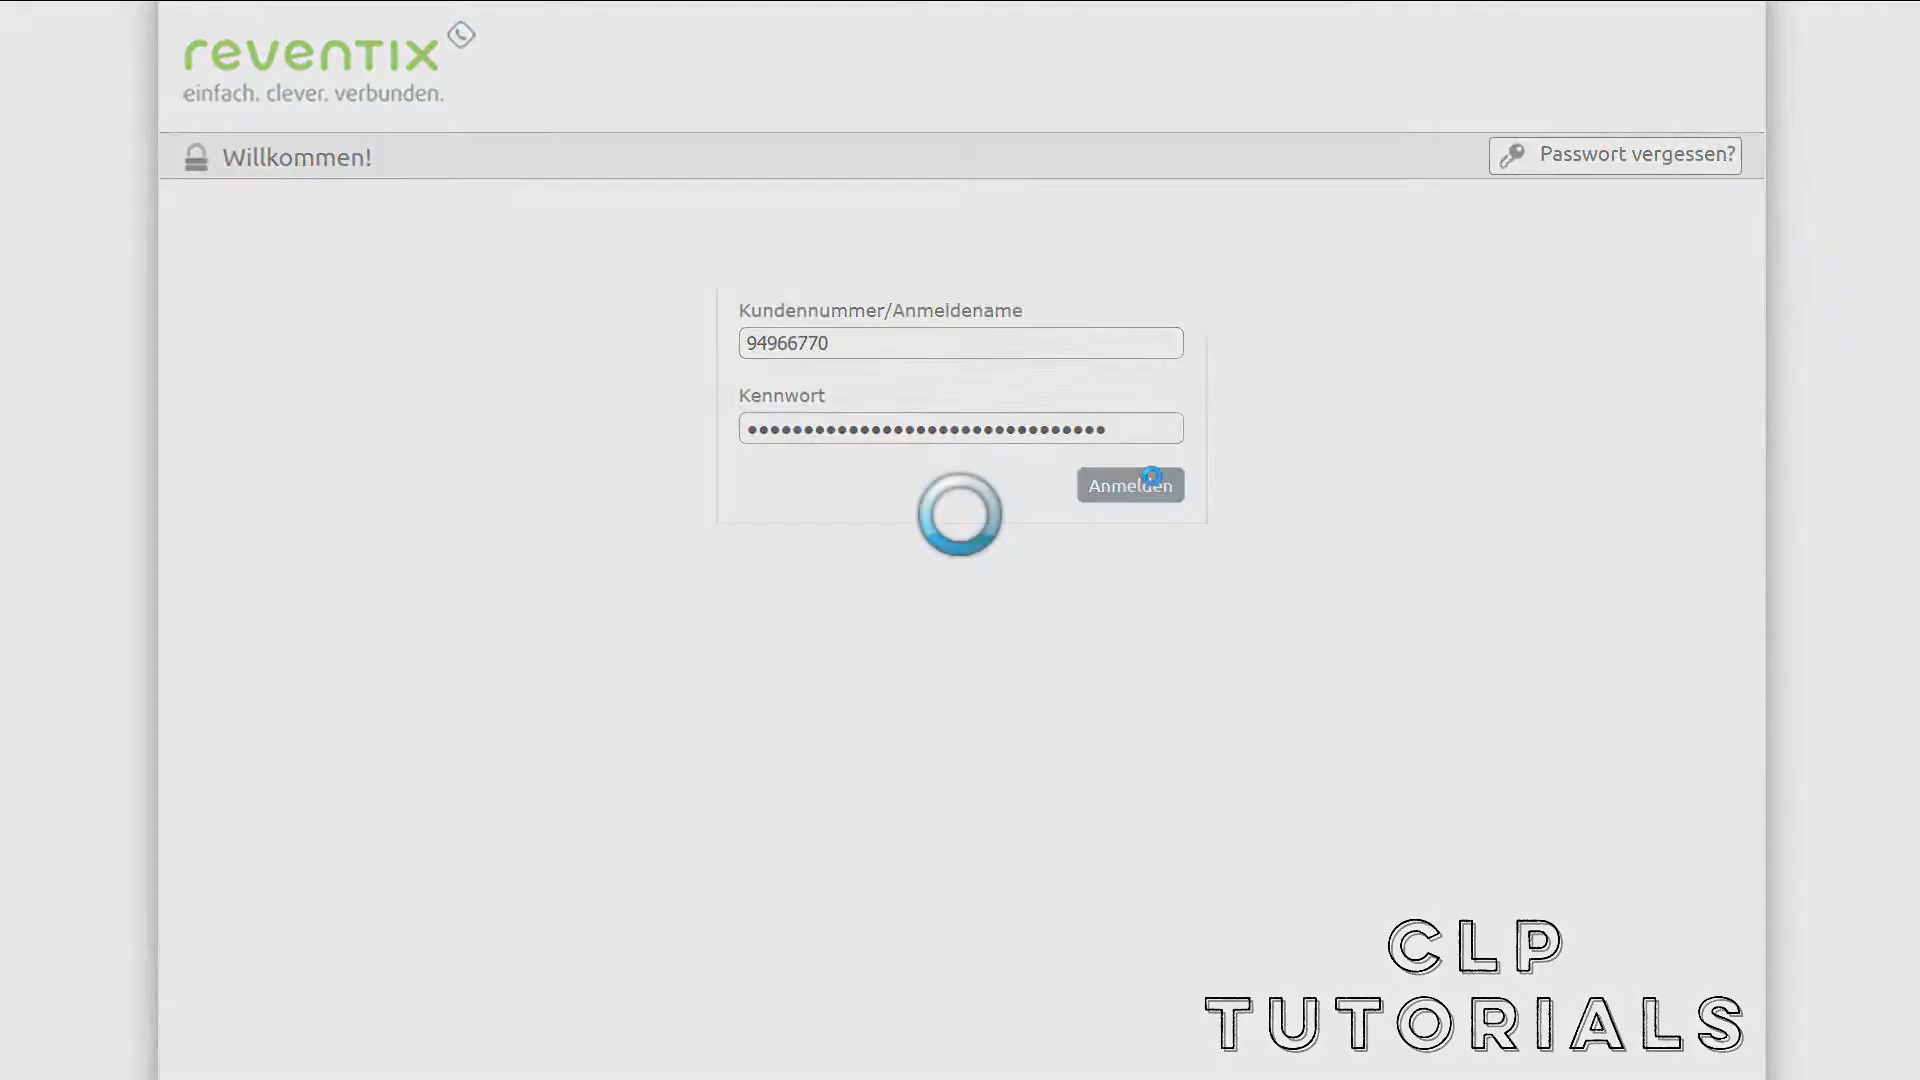 reventix
einfach. clever. verbunden.
Willkommen!
Passwort vergessen?
Kundennummer/Anmeldename
94966770
Kennwort
••••••••••••••••••••••••••••••••
Anmelden
CLP
TUTORIALS